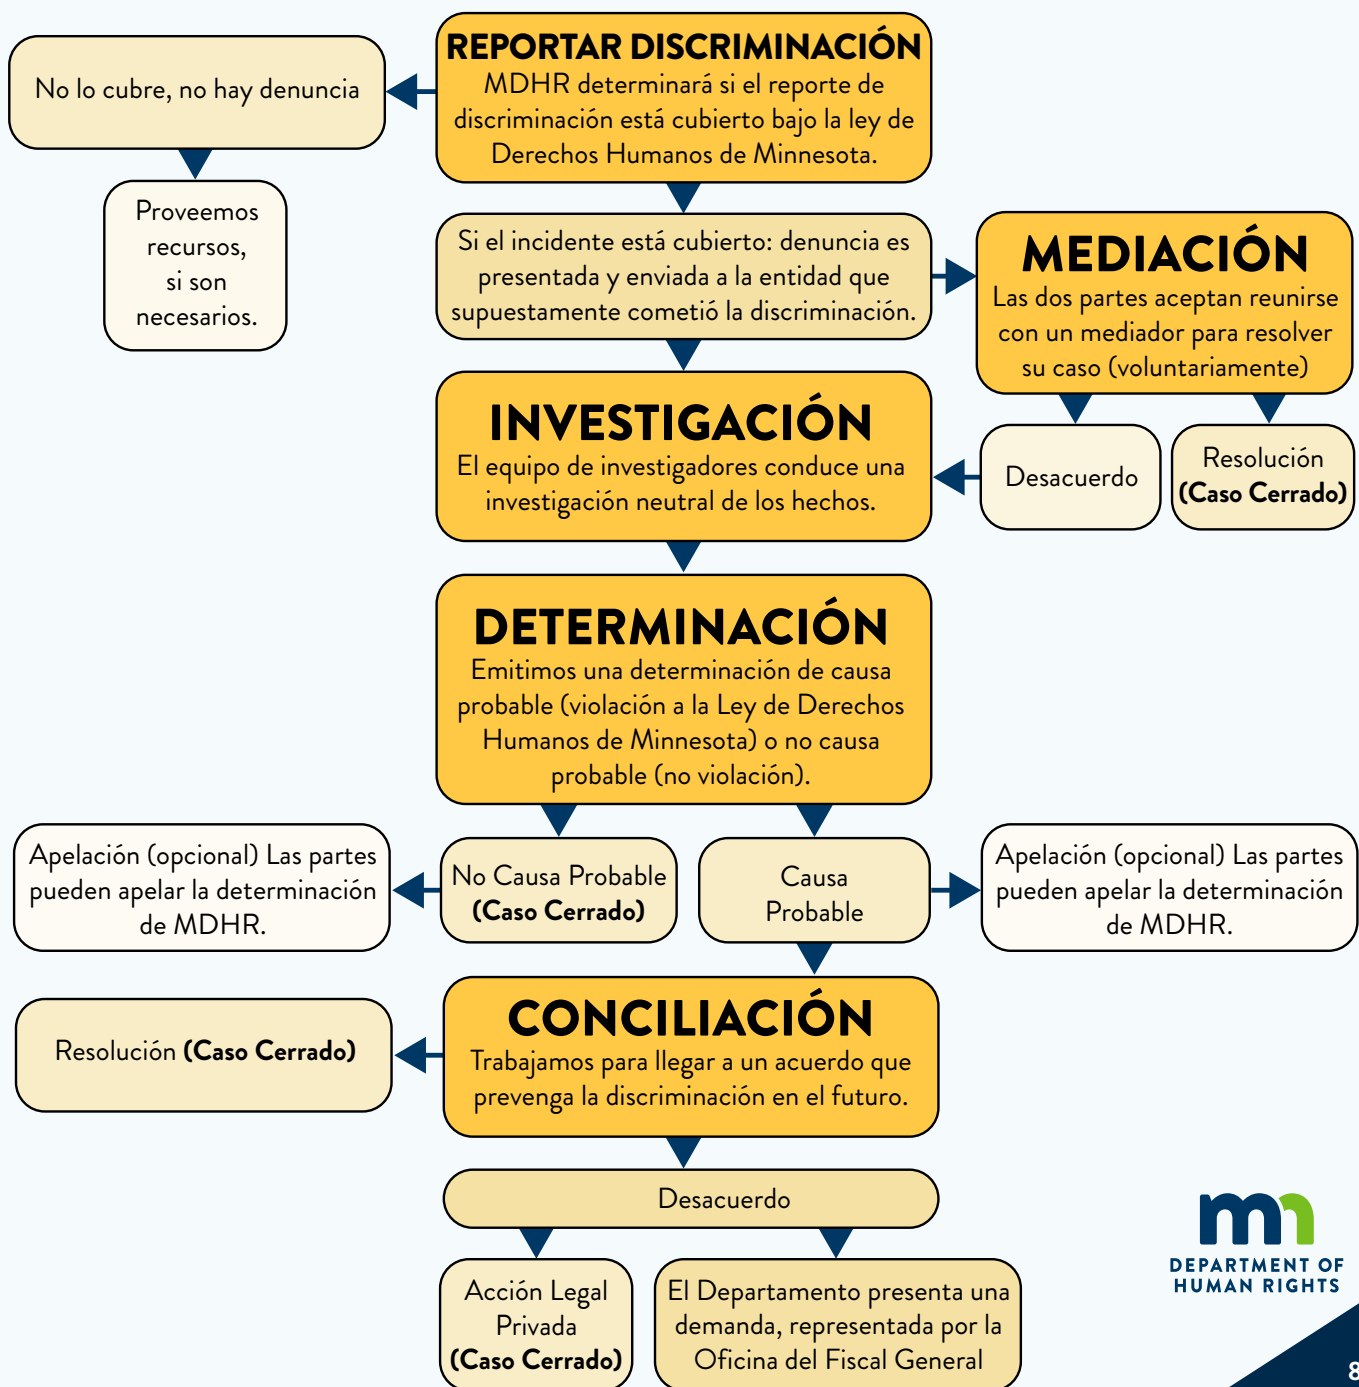 REPORTAR DISCRIMINACIÓN
MDHR determinará si el reporte de
discriminación está cubierto bajo la ley de
Derechos Humanos de Minnesota.
No lo cubre, no hay denuncia
Proveemos
recursos,
si son
necesarios.
Si el incidente está cubierto: denuncia es
presentada y enviada a la entidad que
supuestamente cometió la discriminación.
MEDIACIÓN
Las dos partes aceptan reunirse
con un mediador para resolver
su caso (voluntariamente)
Desacuerdo
Resolución
(Caso Cerrado)
INVESTIGACIÓN
El equipo de investigadores conduce una
investigación neutral de los hechos.
DETERMINACIÓN
Emitimos una determinación de causa
probable (violación a la Ley de Derechos
Humanos de Minnesota) o no causa
probable (no violación).
Apelación (opcional) Las partes
pueden apelar la determinación
de MDHR.
No Causa Probable
(Caso Cerrado)
Causa
Probable
Apelación (opcional) Las partes
pueden apelar la determinación
de MDHR.
CONCILIACIÓN
Trabajamos para llegar a un acuerdo que
prevenga la discriminación en el futuro.
Resolución (Caso Cerrado)
Desacuerdo
Acción Legal
Privada
(Caso Cerrado)
El Departamento presenta una
demanda, representada por la
Oficina del Fiscal General
mn
DEPARTMENT OF
HUMAN RIGHTS
8